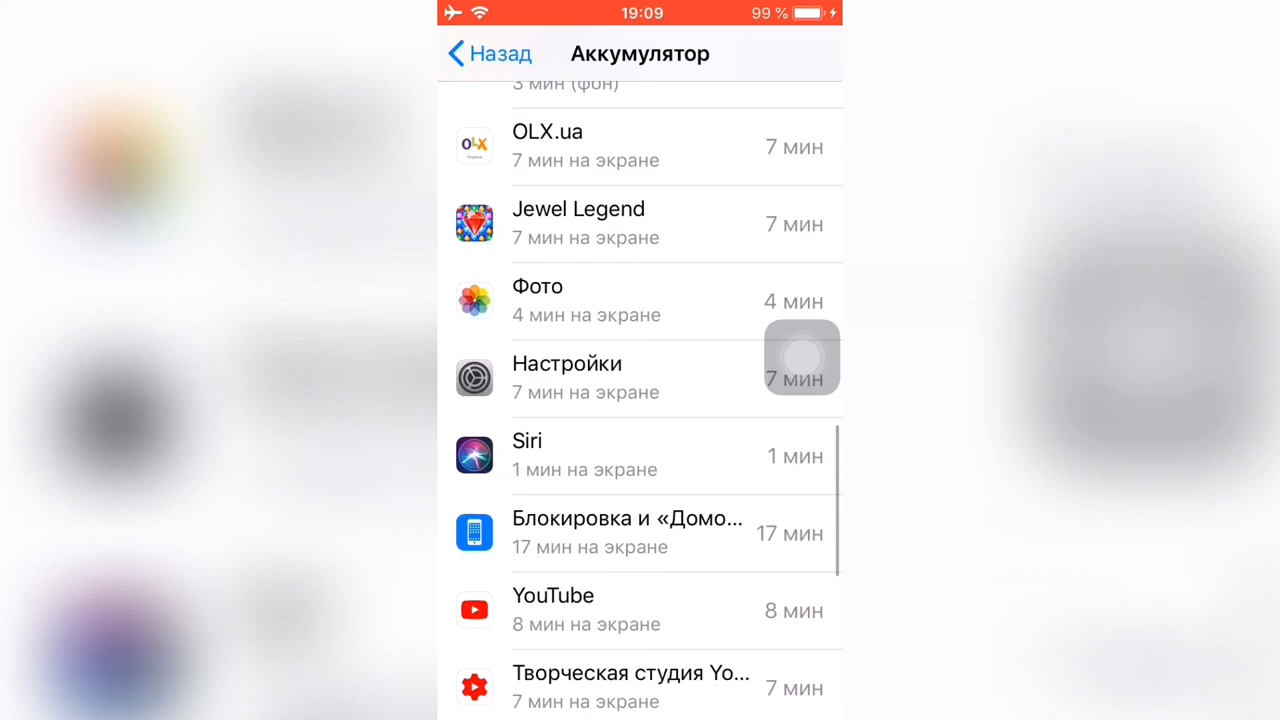 19:09 99 %
Назад Аккумулятор
3 мин (фон)
OLX.ua
7 мин на экране
7 мин
Jewel Legend
7 мин на экране
7 мин
Фото
4 мин на экране
4 мин
Настройки
7 мин на экране
7 мин
Siri
1 мин на экране
1 мин
Блокировка и «Домо...
17 мин на экране
17 мин
YouTube
8 мин на экране
8 мин
Творческая студия Yo...
7 мин на экране
7 мин